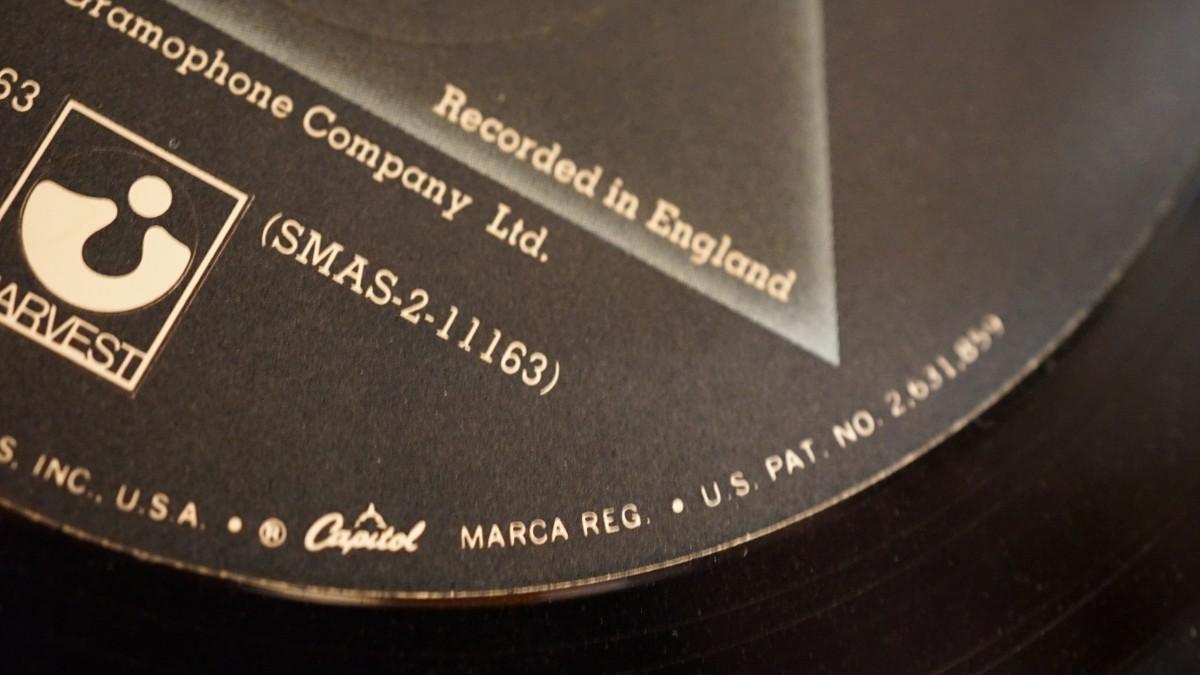 Recorded in England
Gramophone Company Ltd.
63
(SMAS-2-11163)
HARVEST
S. INC., U.S.A. • ® Capitol MARCA REG. • U.S. PAT. NO. 2,631,859